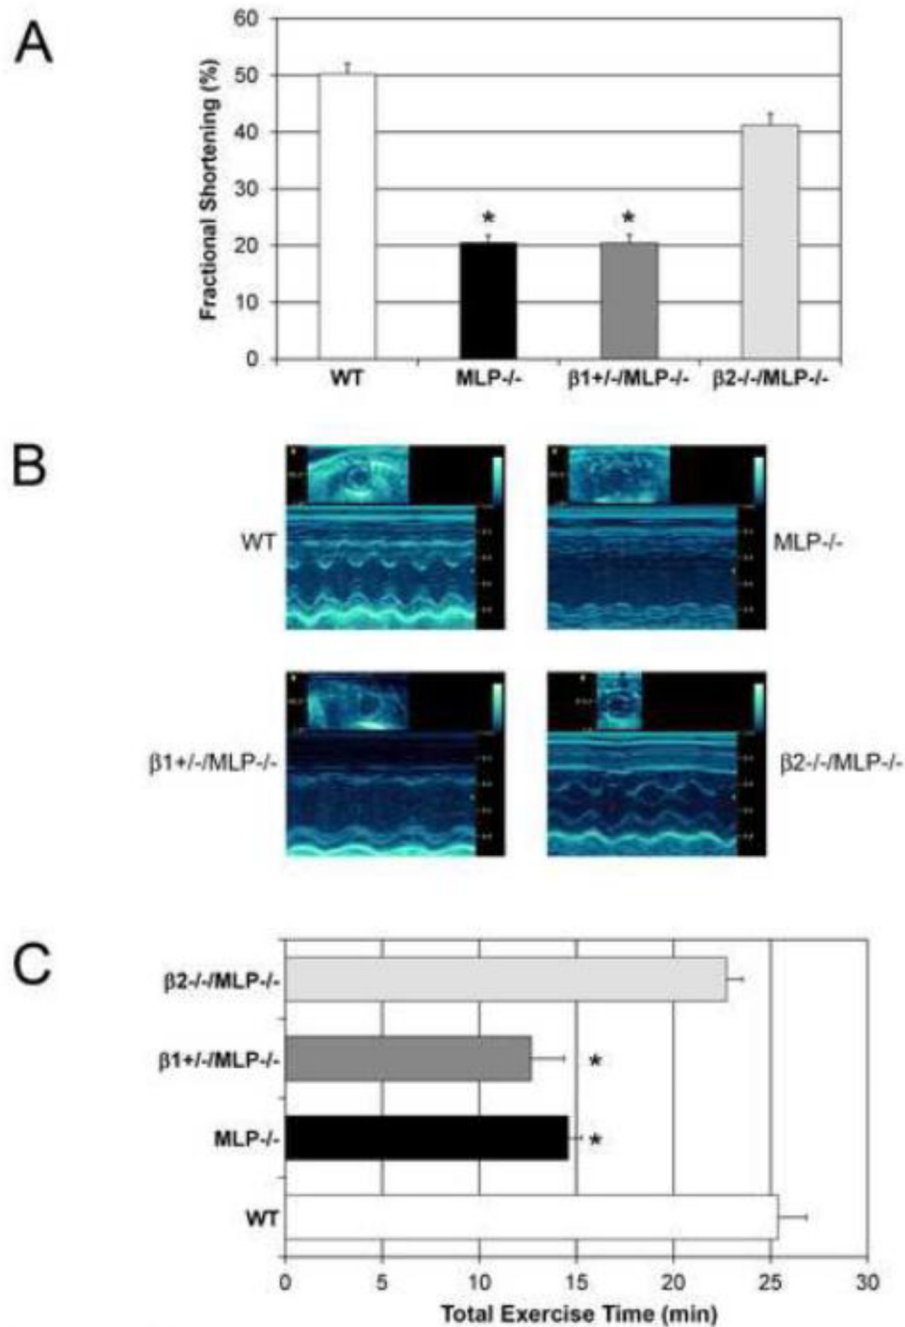 A
60
50
40
30
20
10
0
Fractional Shortening (%)
*
*
WT
MLP-/-
β1+/-/MLP-/-
β2-/-/MLP-/-
B
WT
MLP-/-
β1+/-/MLP-/-
β2-/-/MLP-/-
C
β2-/-/MLP-/-
β1+/-/MLP-/-
*
MLP-/-
*
WT
0
5
10
15
20
25
30
Total Exercise Time (min)